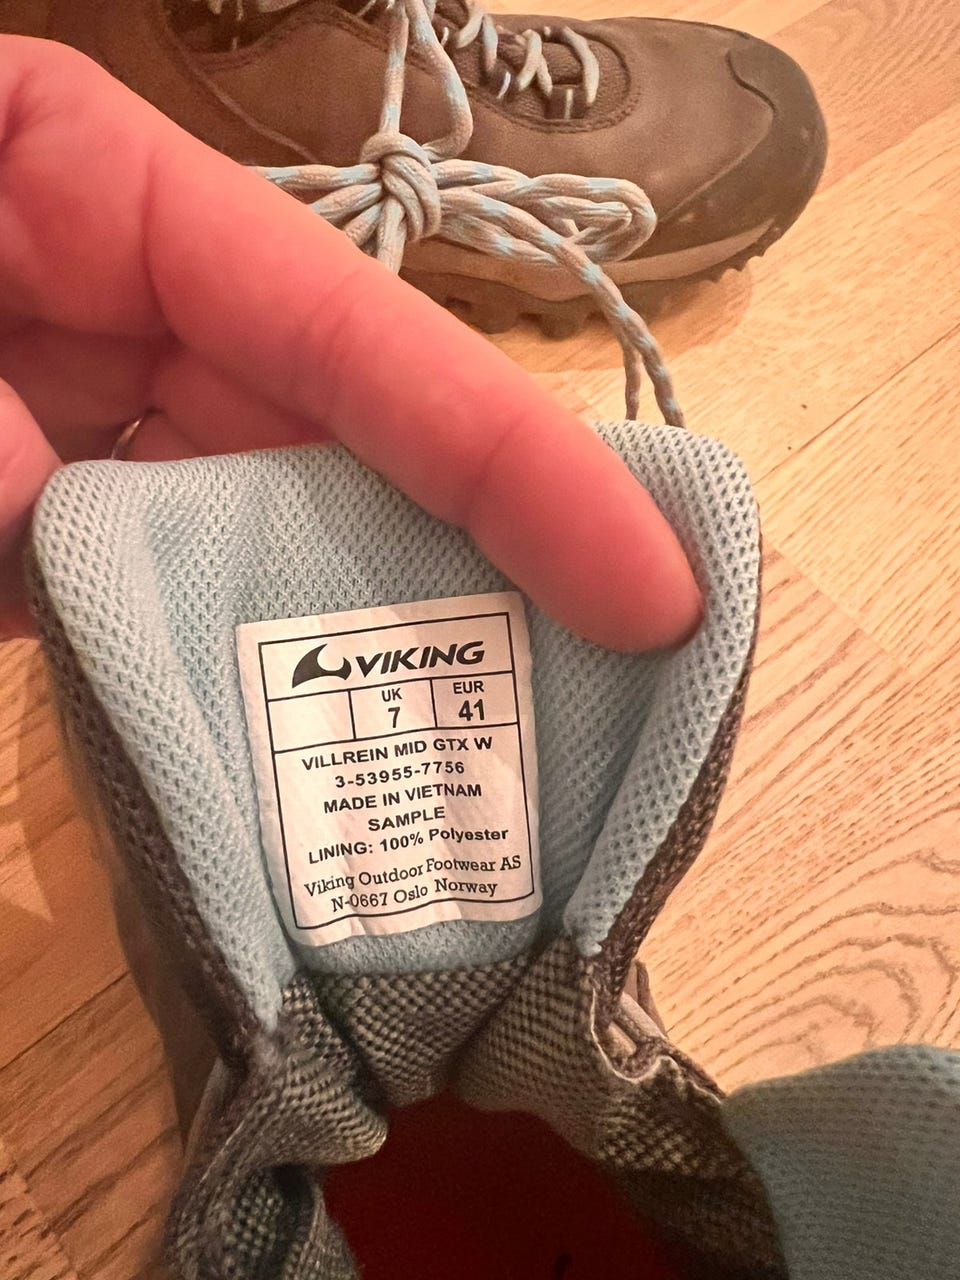 VIKING
UK EUR
7 41
VILLREIN MID GTX W
3-53955-7756
MADE IN VIETNAM
SAMPLE
LINING: 100% Polyester
Viking Outdoor Footwear AS
N-0667 Oslo Norway